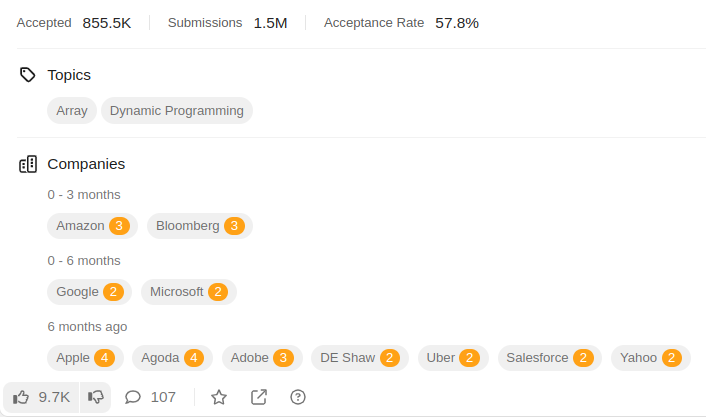 Accepted 855.5K Submissions 1.5M Acceptance Rate 57.8%
Topics
Array Dynamic Programming
Companies
0 - 3 months
Amazon 3 Bloomberg 3
0 - 6 months
Google 2 Microsoft 2
6 months ago
Apple 4 Agoda 4 Adobe 3 DE Shaw 2 Uber 2 Salesforce 2 Yahoo 2
9.7K 107